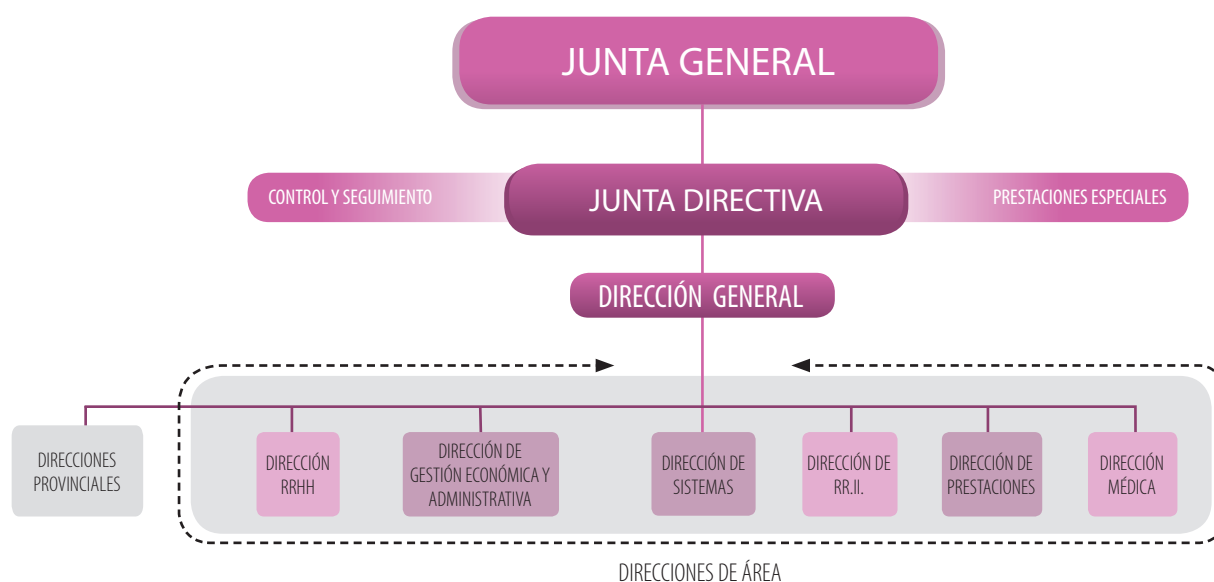 JUNTA GENERAL
CONTROL Y SEGUIMIENTO
JUNTA DIRECTIVA
PRESTACIONES ESPECIALES
DIRECCIÓN GENERAL
DIRECCIONES
PROVINCIALES
DIRECCIÓN
RRHH
DIRECCIÓN DE
GESTIÓN ECONÓMICA Y
ADMINISTRATIVA
DIRECCIÓN DE
SISTEMAS
DIRECCIÓN DE
RR.II.
DIRECCIÓN DE
PRESTACIONES
DIRECCIÓN
MÉDICA
DIRECCIONES DE ÁREA